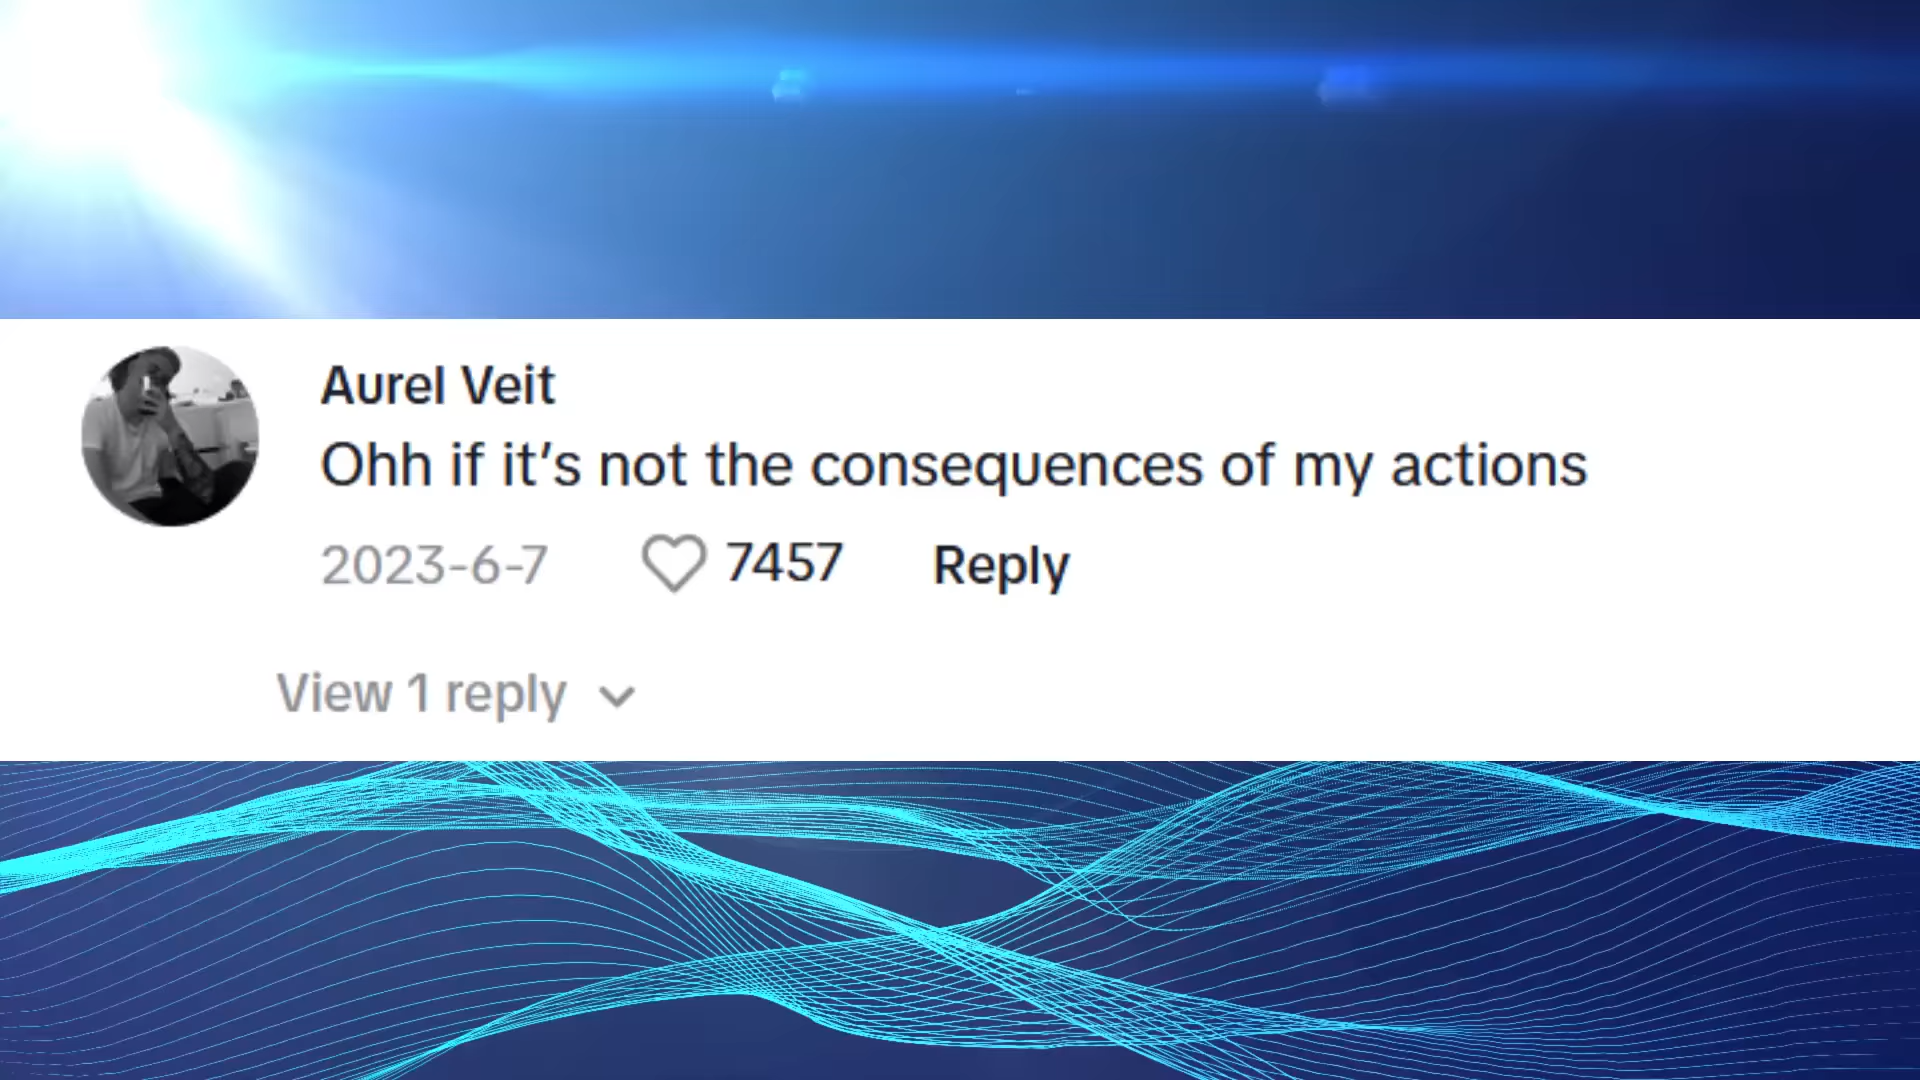 Aurel Veit
Ohh if it’s not the consequences of my actions
2023-6-7 7457 Reply
View 1 reply